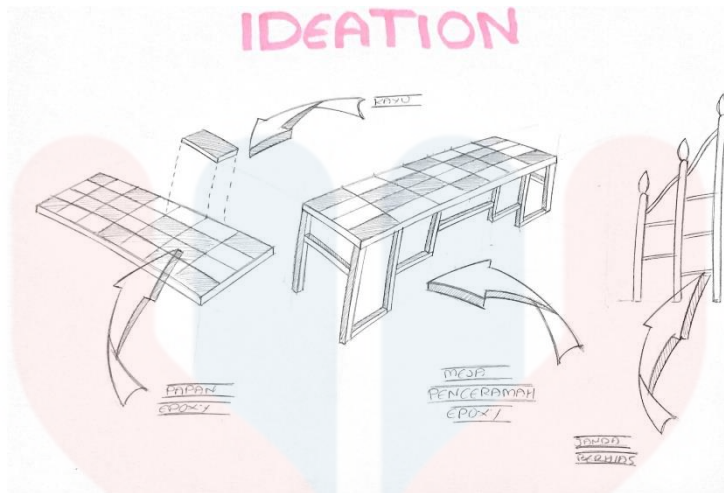 IDEATION
KAYU
PAPAN
EPOXY
MEJA
PENCERAMAH
EPOXY
JANDA
BERHIAS